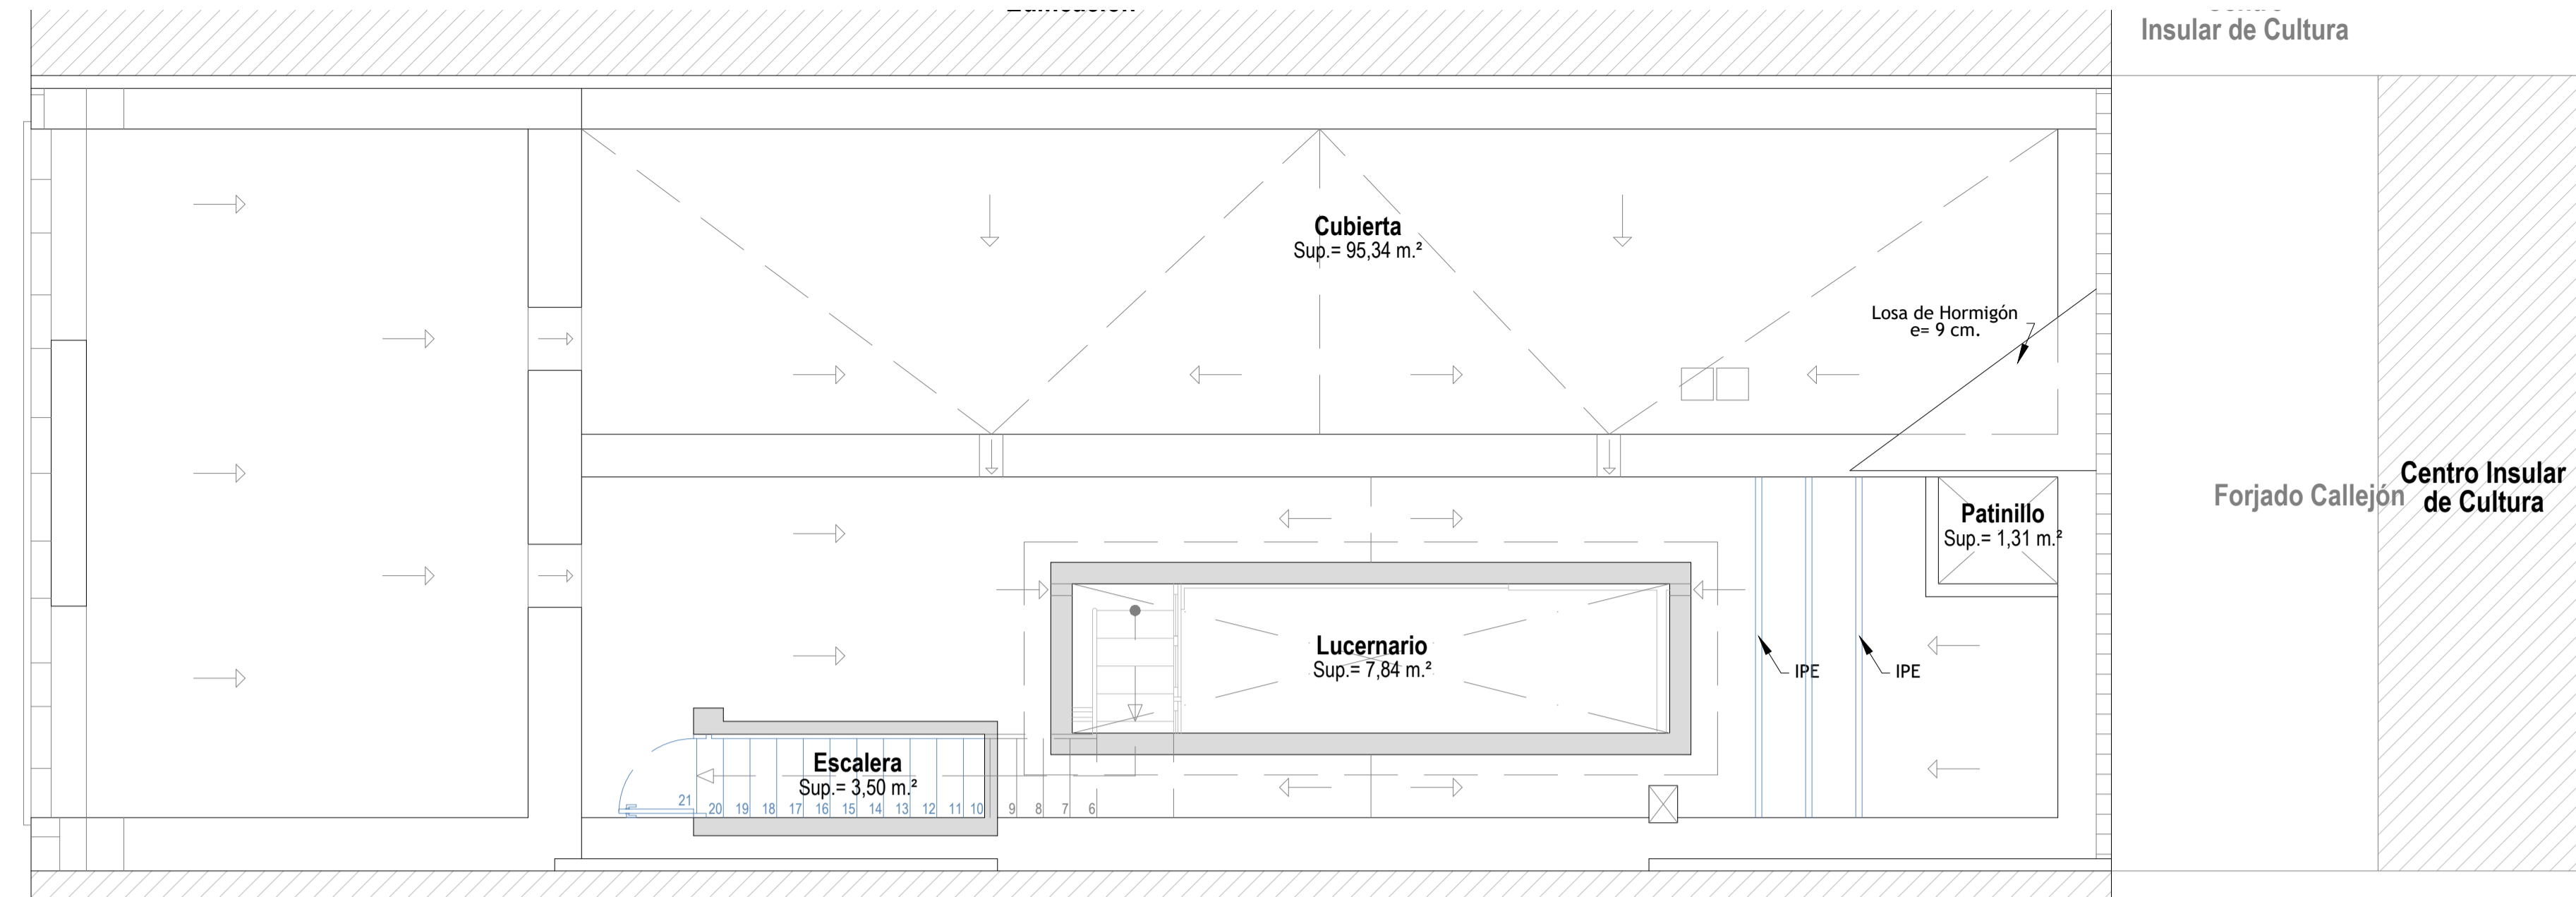 Insular de Cultura
Cubierta
Sup.= 95,34 m.²
Losa de Hormigón
e= 9 cm.
Centro Insular
de Cultura
Forjado Callejón
Patinillo
Sup.= 1,31 m.²
Lucernario
Sup.= 7,84 m.²
IPE
IPE
Escalera
Sup.= 3,50 m.²
21 20 19 18 17 16 15 14 13 12 11 10 9 8 7 6